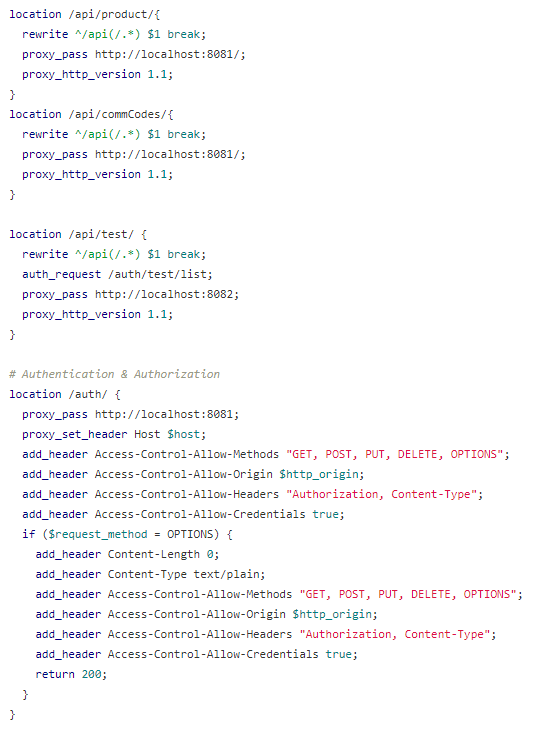 location /api/product/{
  rewrite ^/api(/.*) $1 break;
  proxy_pass http://localhost:8081/;
  proxy_http_version 1.1;
}
location /api/commCodes/{
  rewrite ^/api(/.*) $1 break;
  proxy_pass http://localhost:8081/;
  proxy_http_version 1.1;
}

location /api/test/ {
  rewrite ^/api(/.*) $1 break;
  auth_request /auth/test/list;
  proxy_pass http://localhost:8082;
  proxy_http_version 1.1;
}

# Authentication & Authorization
location /auth/ {
  proxy_pass http://localhost:8081;
  proxy_set_header Host $host;
  add_header Access-Control-Allow-Methods "GET, POST, PUT, DELETE, OPTIONS";
  add_header Access-Control-Allow-Origin $http_origin;
  add_header Access-Control-Allow-Headers "Authorization, Content-Type";
  add_header Access-Control-Allow-Credentials true;
  if ($request_method = OPTIONS) {
    add_header Content-Length 0;
    add_header Content-Type text/plain;
    add_header Access-Control-Allow-Methods "GET, POST, PUT, DELETE, OPTIONS";
    add_header Access-Control-Allow-Origin $http_origin;
    add_header Access-Control-Allow-Headers "Authorization, Content-Type";
    add_header Access-Control-Allow-Credentials true;
    return 200;
  }
}